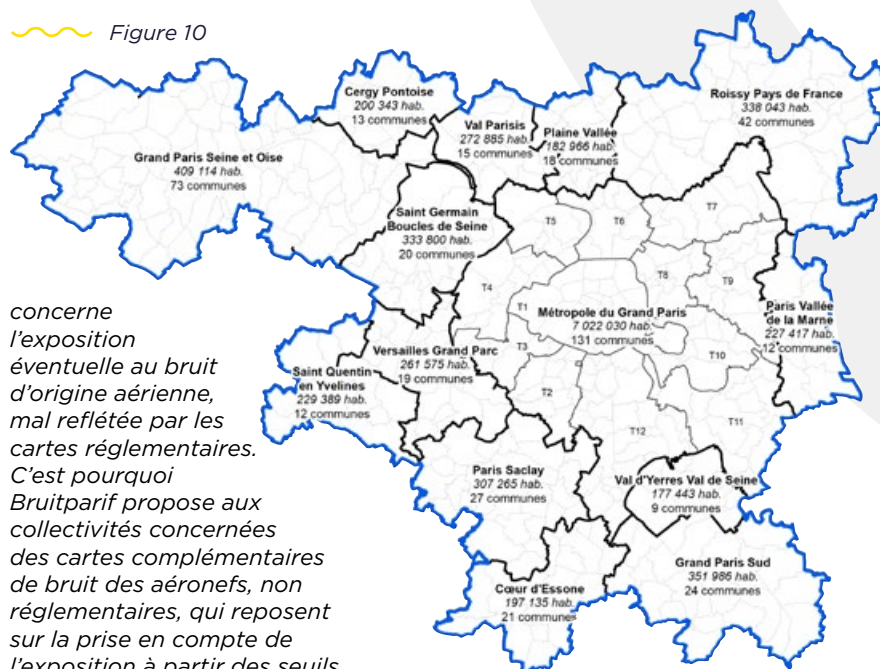 Figure 10
Cergy Pontoise
200 343 hab.
13 communes
Roissy Pays de France
338 043 hab.
42 communes
Val Parisis
272 885 hab.
15 communes
Plaine Vallée
182 966 hab.
18 communes
Grand Paris Seine et Oise
409 114 hab.
73 communes
Saint Germain
Boucles de Seine
333 800 hab.
20 communes
T5
T6
T7
T4
T8
T9
T1
Métropole du Grand Paris
7 022 030 hab.
131 communes
Paris Vallée
de la Marne
227 417 hab.
12 communes
T3
T10
T2
T12
T11
Versailles Grand Parc
261 575 hab.
19 communes
Saint Quentin
en Yvelines
229 389 hab.
12 communes
Paris Saclay
307 265 hab.
27 communes
Val d'Yerres Val de Seine
177 443 hab.
9 communes
Cœur d'Essone
197 135 hab.
21 communes
Grand Paris Sud
351 986 hab.
24 communes
concerne
l'exposition
éventuelle au bruit
d'origine aérienne,
mal reflétée par les
cartes réglementaires.
C'est pourquoi
Bruitparif propose aux
collectivités concernées
des cartes complémentaires
de bruit des aéronefs, non
réglementaires, qui reposent
sur la prise en compte de
l'exposition à partir des seuils